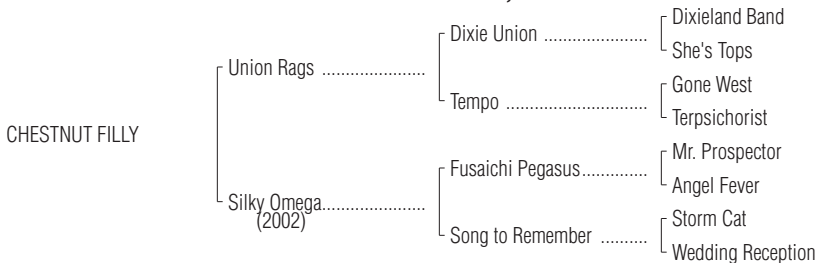 Dixieland Band
Dixie Union ......................
She's Tops
Union Rags ......................
Gone West
Tempo ..............................
Terpsichorist
CHESTNUT FILLY
Mr. Prospector
Fusaichi Pegasus..............
Angel Fever
Silky Omega......................
(2002)
Storm Cat
Song to Remember ..........
Wedding Reception